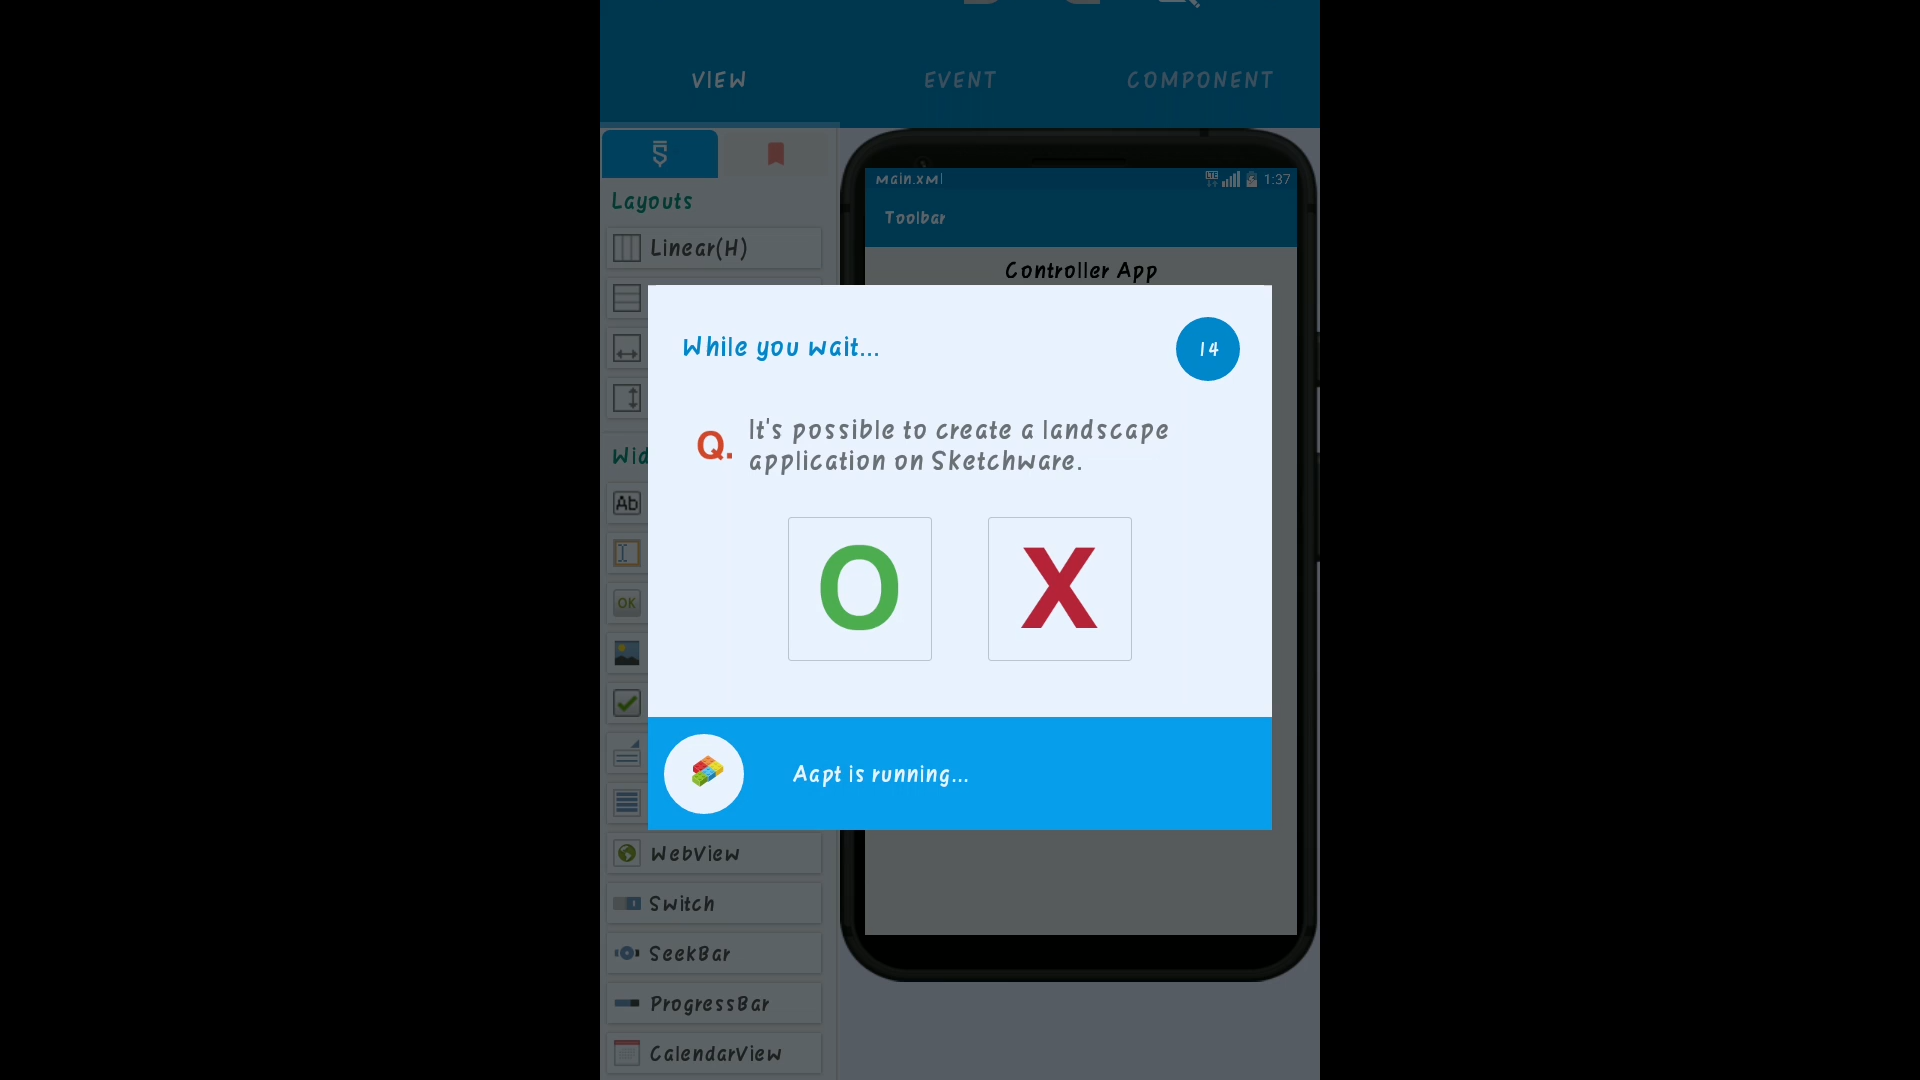 VIEW
EVENT
COMPONENT
Layouts
Linear(H)
main.xml
LTE
1:37
Toolbar
Controller App
While you wait...
14
Q.
It's possible to create a landscape
application on Sketchware.
O
X
Wid
Ab
OK
Aapt is running...
WebView
Switch
SeekBar
ProgressBar
CalendarView